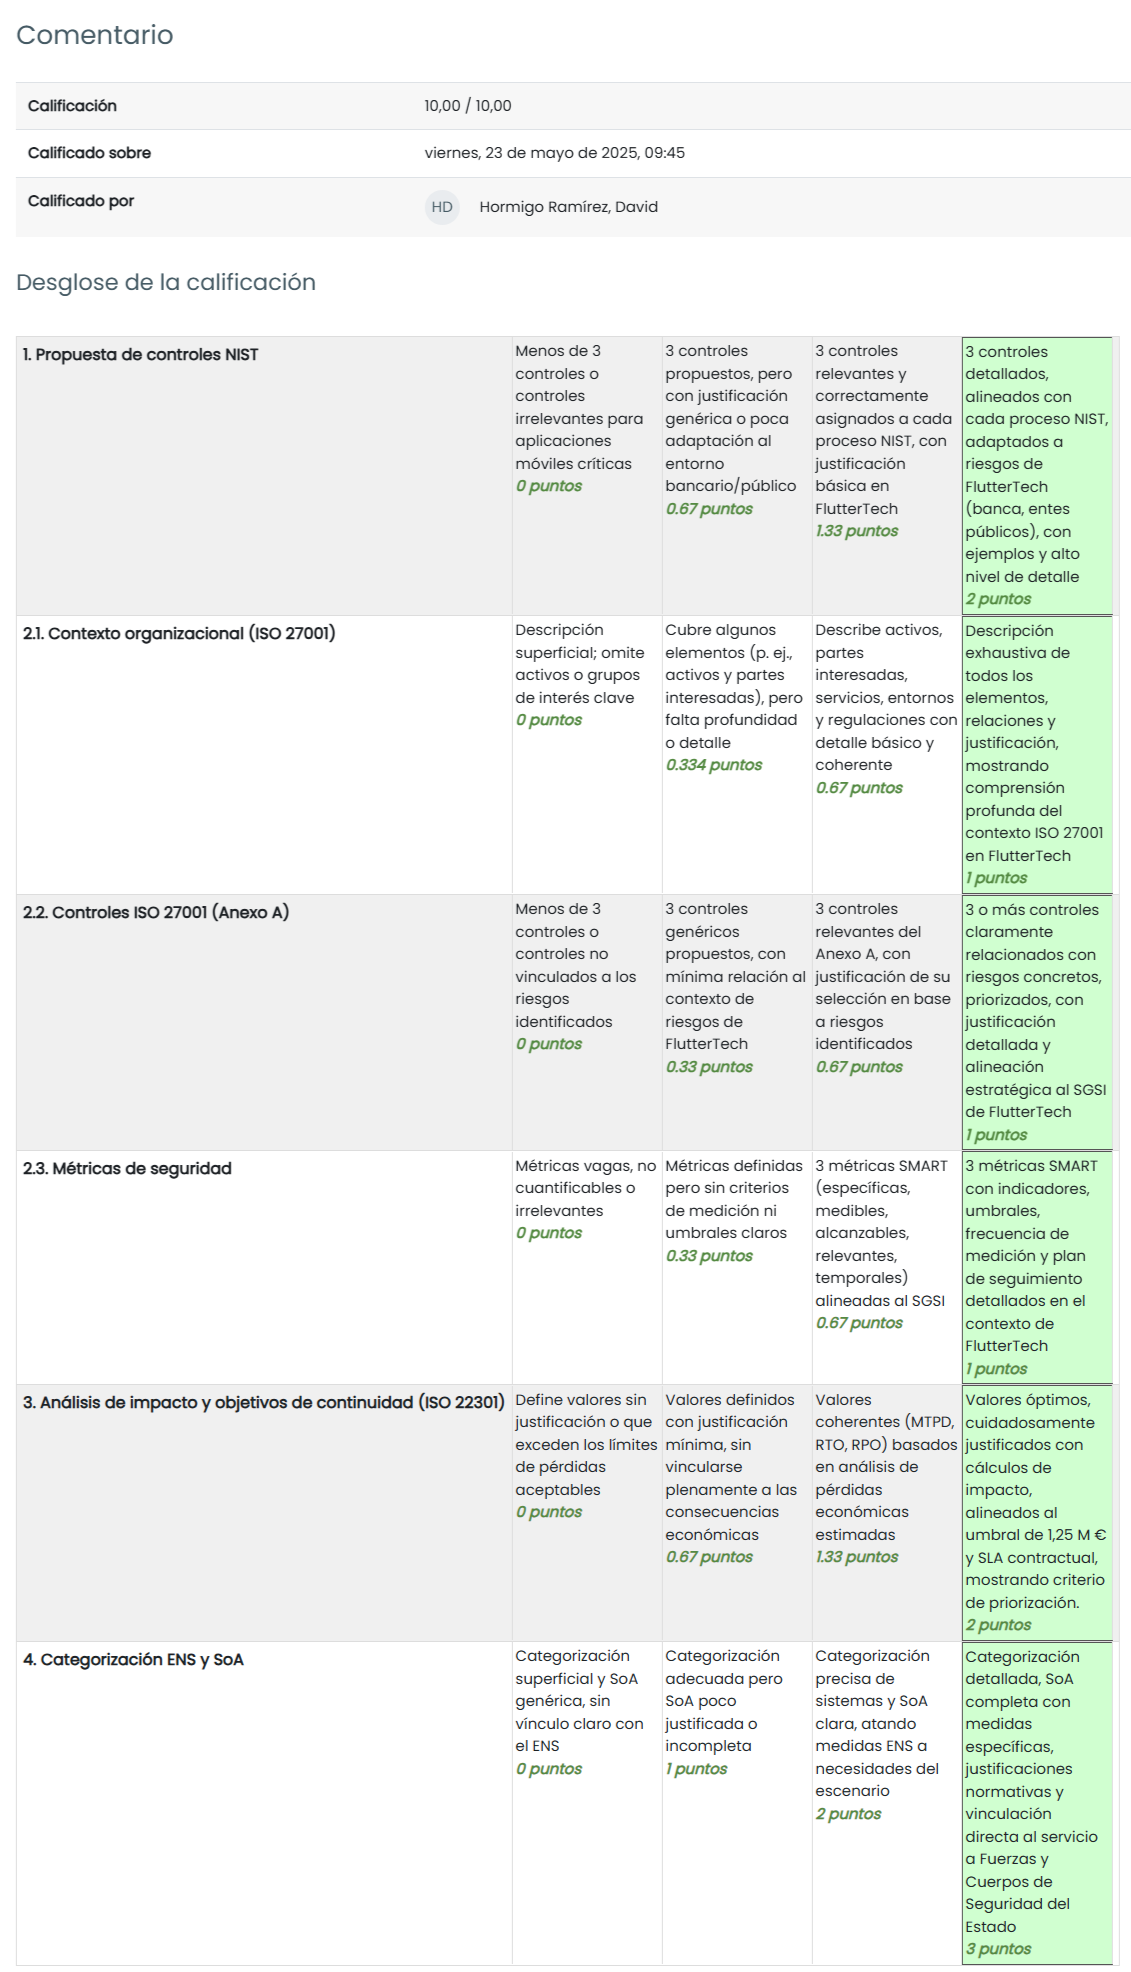 Comentario
Calificación
10,00 / 10,00
Calificado sobre
viernes, 23 de mayo de 2025, 09:45
Calificado por
HD
Hormigo Ramírez, David
Desglose de la calificación
1. Propuesta de controles NIST
Menos de 3
controles o
controles
irrelevantes para
aplicaciones
móviles críticas
0 puntos
3 controles
propuestos, pero
con justificación
genérica o poca
adaptación al
entorno
bancario/público
0.67 puntos
3 controles
relevantes y
correctamente
asignados a cada
proceso NIST, con
justificación
básica en
FlutterTech
1.33 puntos
3 controles
detallados,
alineados con
cada proceso NIST,
adaptados a
riesgos de
FlutterTech
(banca, entes
públicos), con
ejemplos y alto
nivel de detalle
2 puntos
2.1. Contexto organizacional (ISO 27001)
Descripción
superficial; omite
activos o grupos
de interés clave
0 puntos
Cubre algunos
elementos (p. ej.,
activos y partes
interesadas), pero
falta profundidad
o detalle
0.334 puntos
Describe activos,
partes
interesadas,
servicios, entornos
y regulaciones con
detalle básico y
coherente
0.67 puntos
Descripción
exhaustiva de
todos los
elementos,
relaciones y
justificación,
mostrando
comprensión
profunda del
contexto ISO 27001
en FlutterTech
1 puntos
2.2. Controles ISO 27001 (Anexo A)
Menos de 3
controles o
controles no
vinculados a los
riesgos
identificados
0 puntos
3 controles
genéricos
propuestos, con
mínima relación al
contexto de
riesgos de
FlutterTech
0.33 puntos
3 controles
relevantes del
Anexo A, con
justificación de su
selección en base
a riesgos
identificados
0.67 puntos
3 o más controles
claramente
relacionados con
riesgos concretos,
priorizados, con
justificación
detallada y
alineación
estratégica al SGSI
de FlutterTech
1 puntos
2.3. Métricas de seguridad
Métricas vagas, no
cuantificables o
irrelevantes
0 puntos
Métricas definidas
pero sin criterios
de medición ni
umbrales claros
0.33 puntos
3 métricas SMART
(específicas,
medibles,
alcanzables,
relevantes,
temporales)
alineadas al SGSI
0.67 puntos
3 métricas SMART
con indicadores,
umbrales,
frecuencia de
medición y plan
de seguimiento
detallados en el
contexto de
FlutterTech
1 puntos
3. Análisis de impacto y objetivos de continuidad (ISO 22301)
Define valores sin
justificación o que
exceden los límites
de pérdidas
aceptables
0 puntos
Valores definidos
con justificación
mínima, sin
vincularse
plenamente a las
consecuencias
económicas
0.67 puntos
Valores
coherentes (MTPD,
RTO, RPO) basados
en análisis de
pérdidas
económicas
estimadas
1.33 puntos
Valores óptimos,
cuidadosamente
justificados con
cálculos de
impacto,
alineados al
umbral de 1,25 M €
y SLA contractual,
mostrando criterio
de priorización.
2 puntos
4. Categorización ENS y SoA
Categorización
superficial y SoA
genérica, sin
vínculo claro con
el ENS
0 puntos
Categorización
adecuada pero
SoA poco
justificada o
incompleta
1 puntos
Categorización
precisa de
sistemas y SoA
clara, atando
medidas ENS a
necesidades del
escenario
2 puntos
Categorización
detallada, SoA
completa con
medidas
específicas,
justificaciones
normativas y
vinculación
directa al servicio
a Fuerzas y
Cuerpos de
Seguridad del
Estado
3 puntos